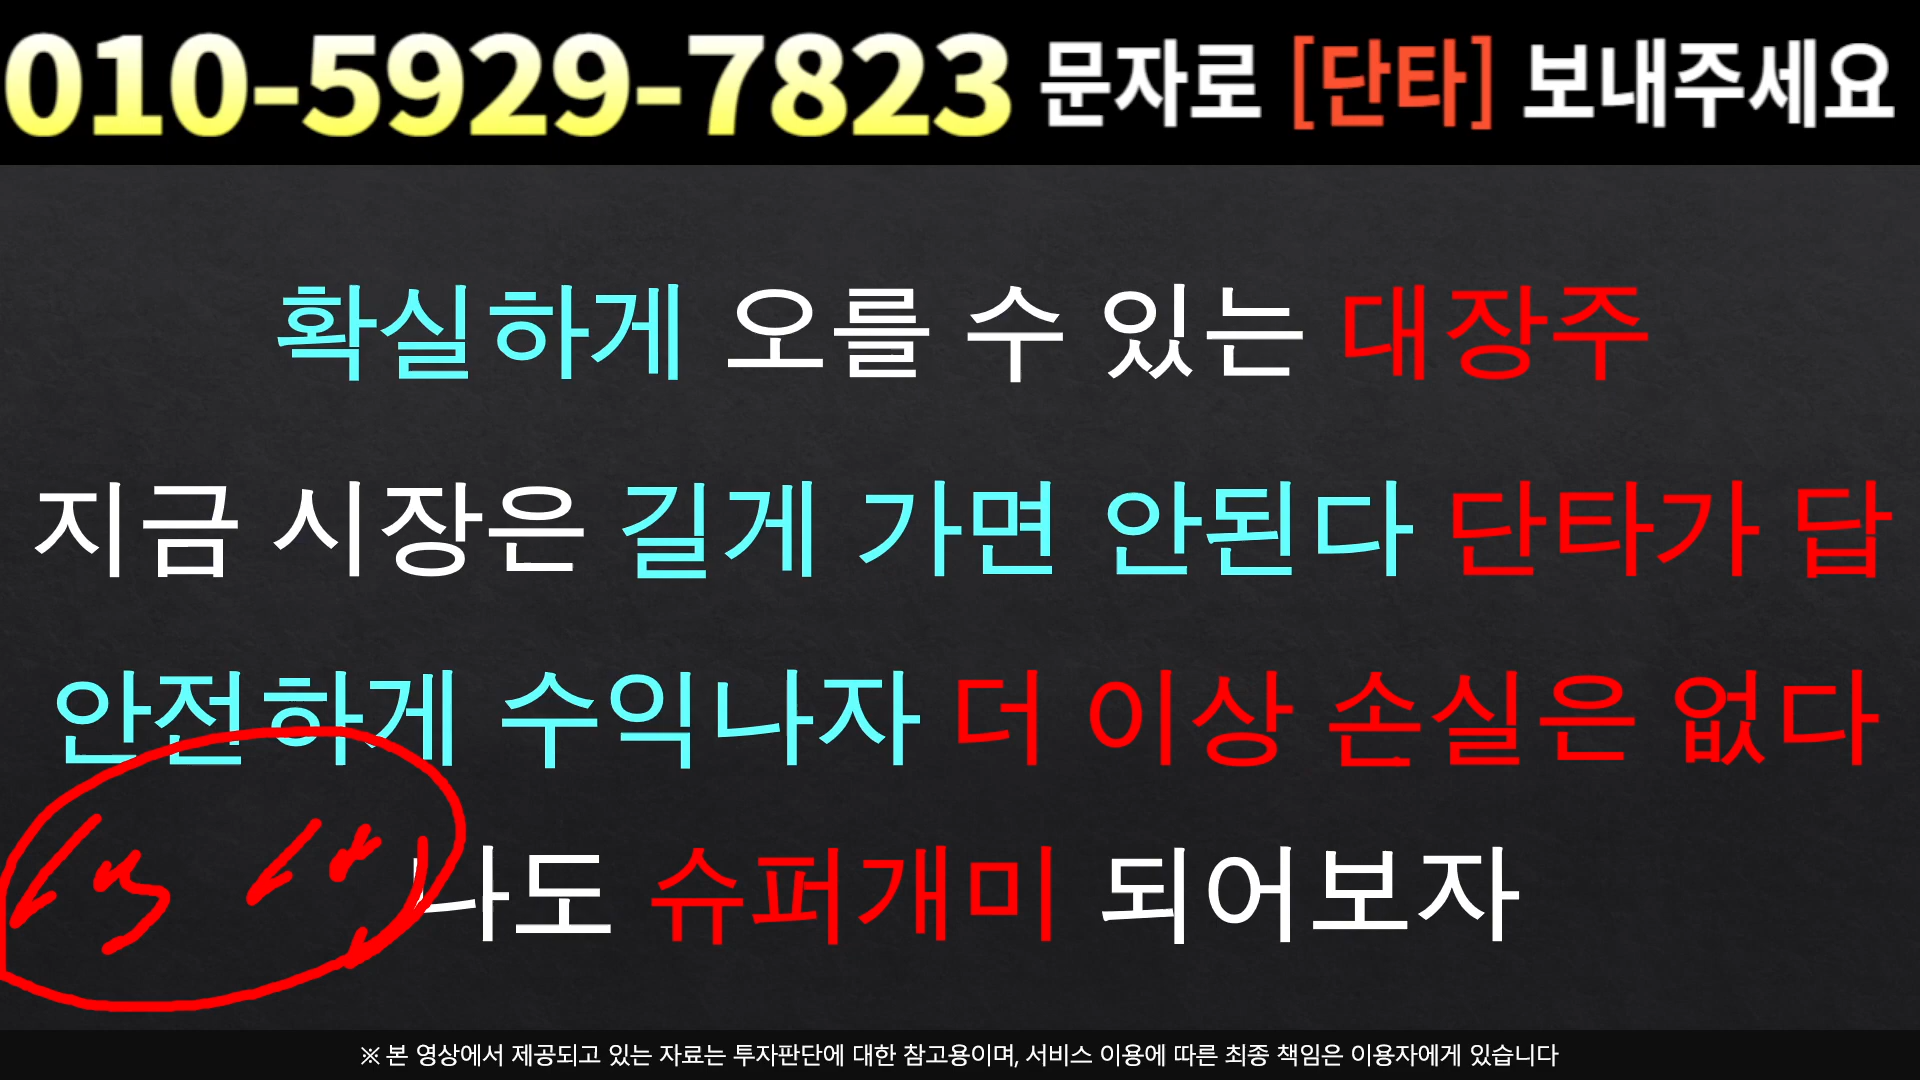 010-5929-7823 문자로 [단타] 보내주세요
확실하게 오를 수 있는 대장주
지금 시장은 길게 가면 안된다 단타가 답
안전하게 수익나자 더 이상 손실은 없다
나도 슈퍼개미 되어보자
※ 본 영상에서 제공되고 있는 자료는 투자판단에 대한 참고용이며, 서비스 이용에 따른 최종 책임은 이용자에게 있습니다